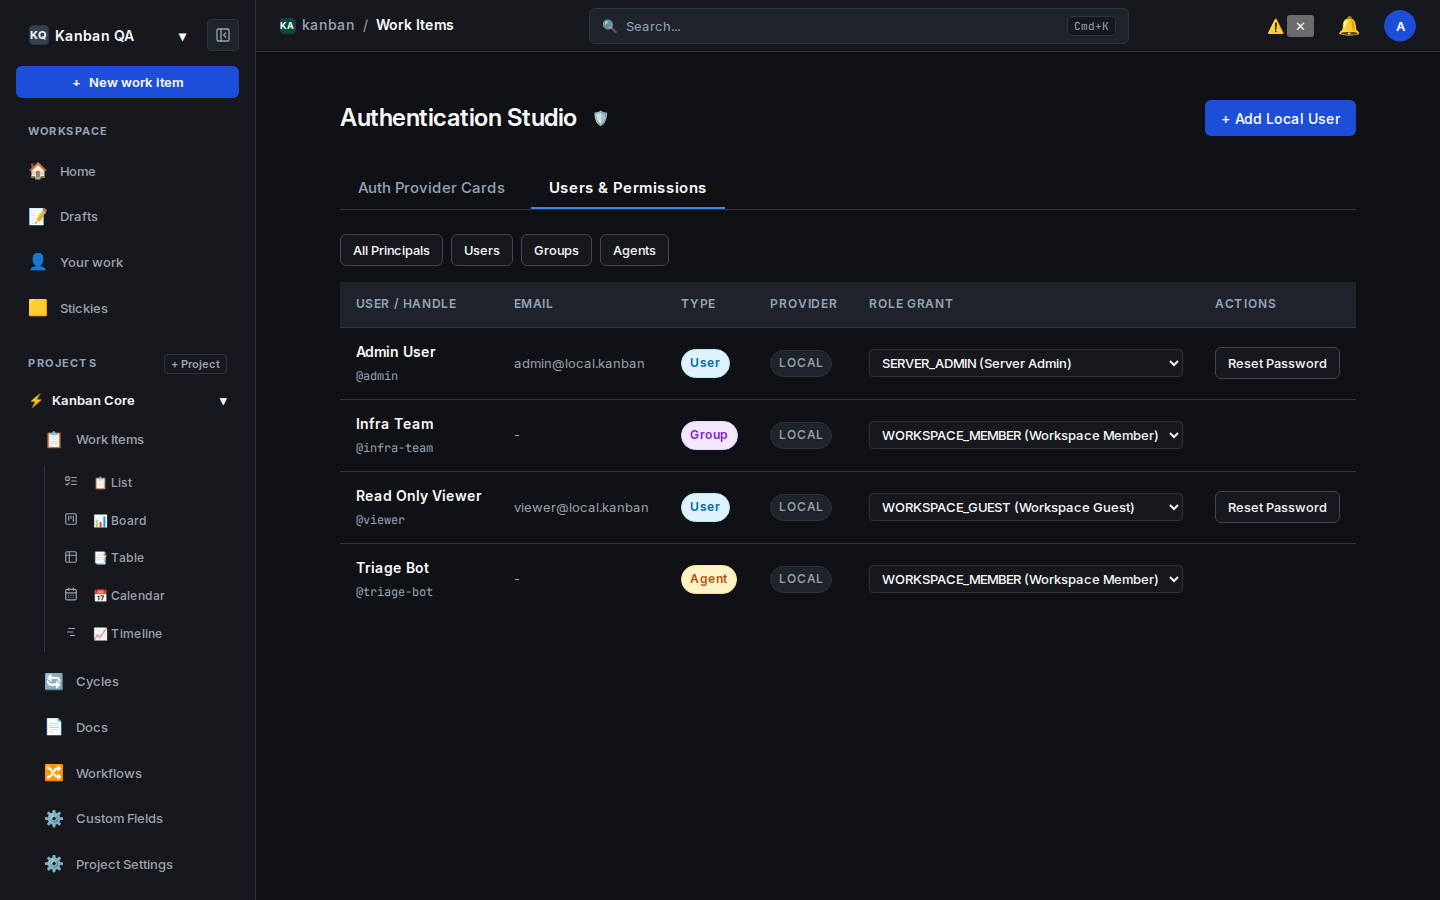 KQ Kanban QA
+ New work item
WORKSPACE
Home
Drafts
Your work
Stickies
PROJECTS
+ Project
Kanban Core
Work Items
List
Board
Table
Calendar
Timeline
Cycles
Docs
Workflows
Custom Fields
Project Settings
KA kanban / Work Items
Search...
Cmd+K
A
Authentication Studio
+ Add Local User
Auth Provider Cards
Users & Permissions
All Principals
Users
Groups
Agents
USER / HANDLE EMAIL TYPE PROVIDER ROLE GRANT ACTIONS
Admin User
@admin
admin@local.kanban
User
LOCAL
SERVER_ADMIN (Server Admin)
Reset Password
Infra Team
@infra-team
-
Group
LOCAL
WORKSPACE_MEMBER (Workspace Member)
Read Only Viewer
@viewer
viewer@local.kanban
User
LOCAL
WORKSPACE_GUEST (Workspace Guest)
Reset Password
Triage Bot
@triage-bot
-
Agent
LOCAL
WORKSPACE_MEMBER (Workspace Member)